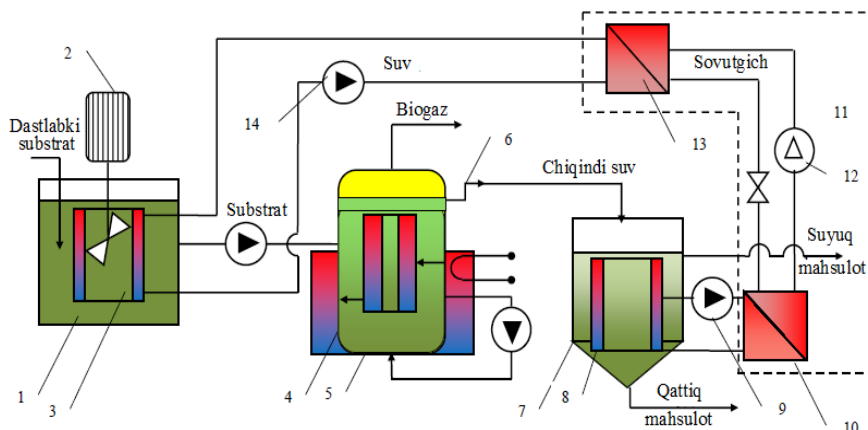 2
Suv
Sovutgich
11
14
Biogaz
6
13
12
Dastlabki
substrat
Chiqindi suv
Substrat
Suyuq
mahsulot
1
3
4
5
7
8
Qattiq
mahsulot
9
10